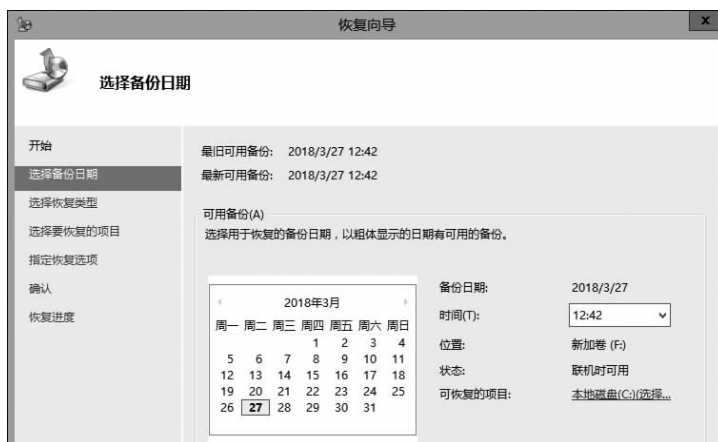 恢复向导
x
选择备份日期
开始
选择备份日期
选择恢复类型
选择要恢复的项目
指定恢复选项
确认
恢复进度
最旧可用备份: 2018/3/27 12:42
最新可用备份: 2018/3/27 12:42
可用备份(A)
选择用于恢复的备份日期，以粗体显示的日期有可用的备份。
2018年3月
周一 周二 周三 周四 周五 周六 周日
1 2 3 4
5 6 7 8 9 10 11
12 13 14 15 16 17 18
19 20 21 22 23 24 25
26 27 28 29 30 31
备份日期: 2018/3/27
时间(T): 12:42
位置: 新加卷 (F:)
状态: 联机时可用
可恢复的项目: 本地磁盘(C:)(选择...